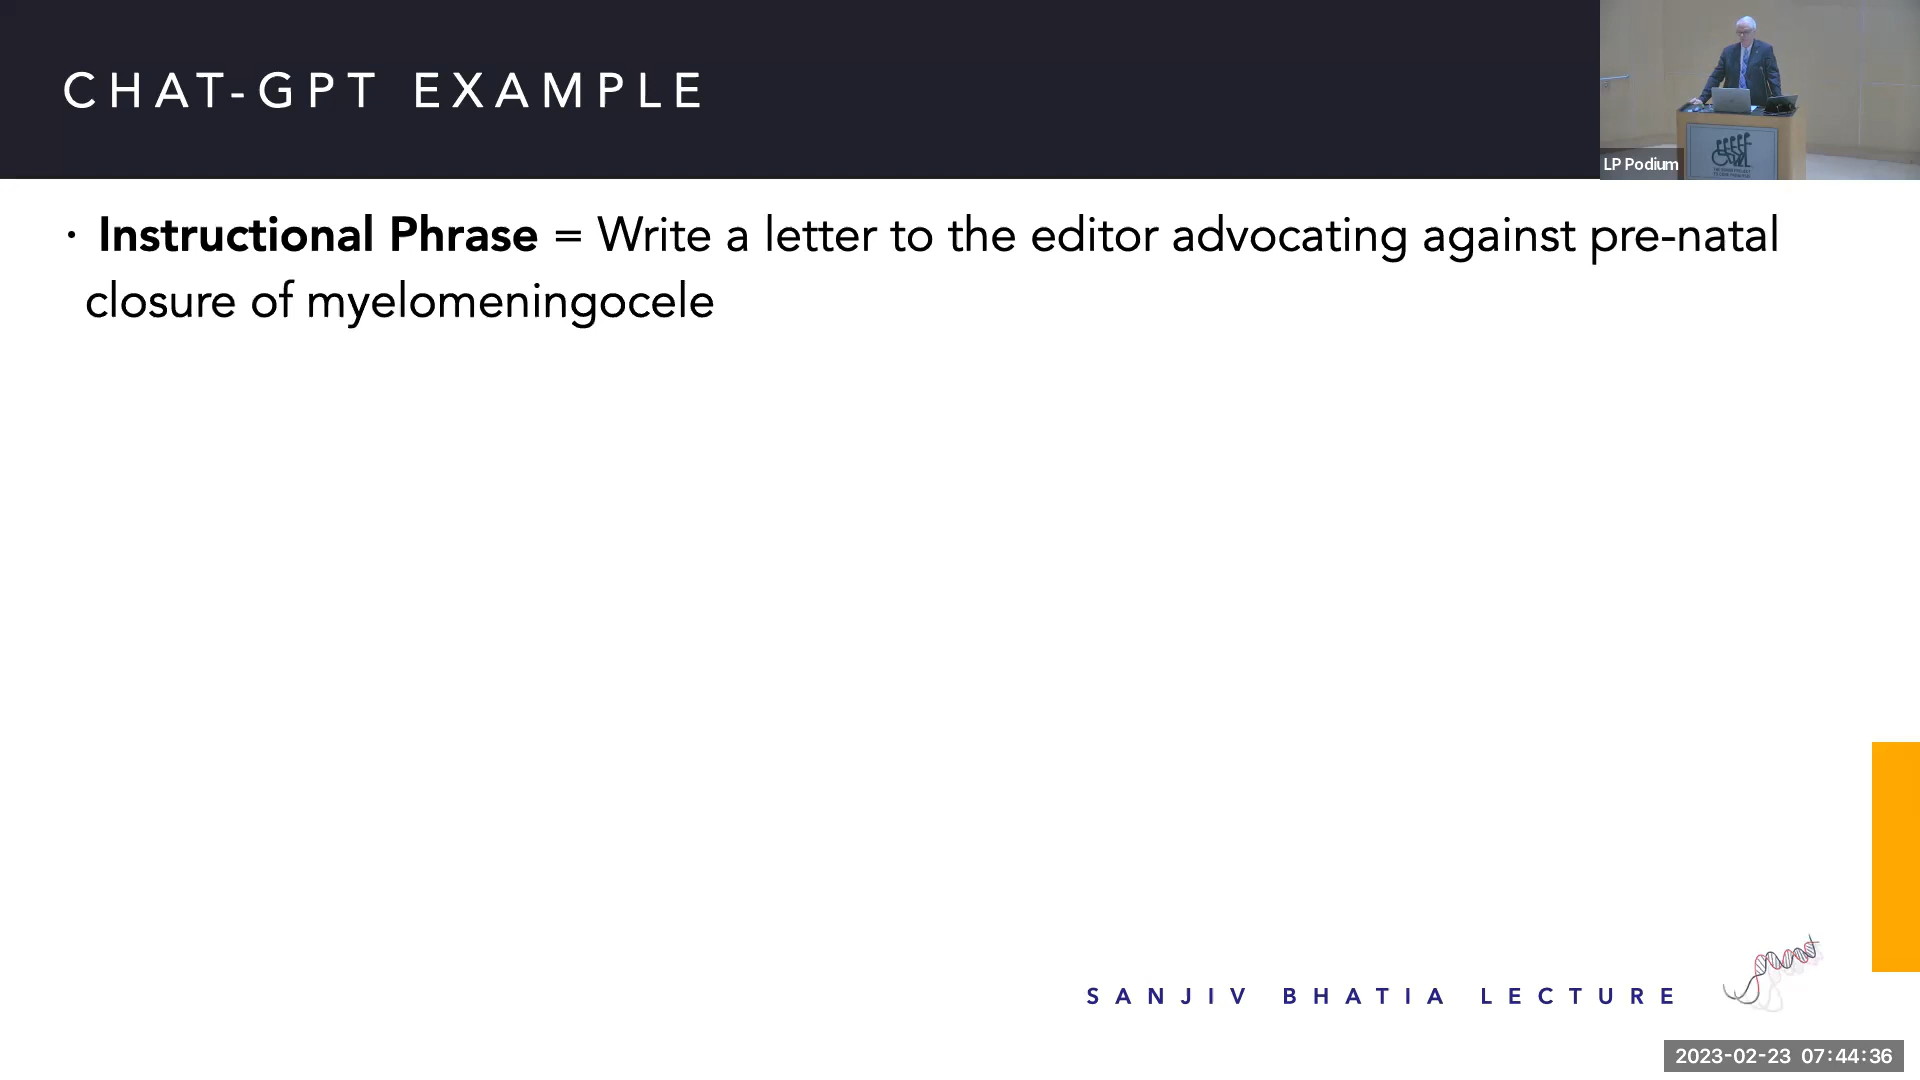 CHAT-GPT EXAMPLE
LP Podium
· Instructional Phrase = Write a letter to the editor advocating against pre-natal
closure of myelomeningocele
SANJIV BHATIA LECTURE
2023-02-23 07:44:36